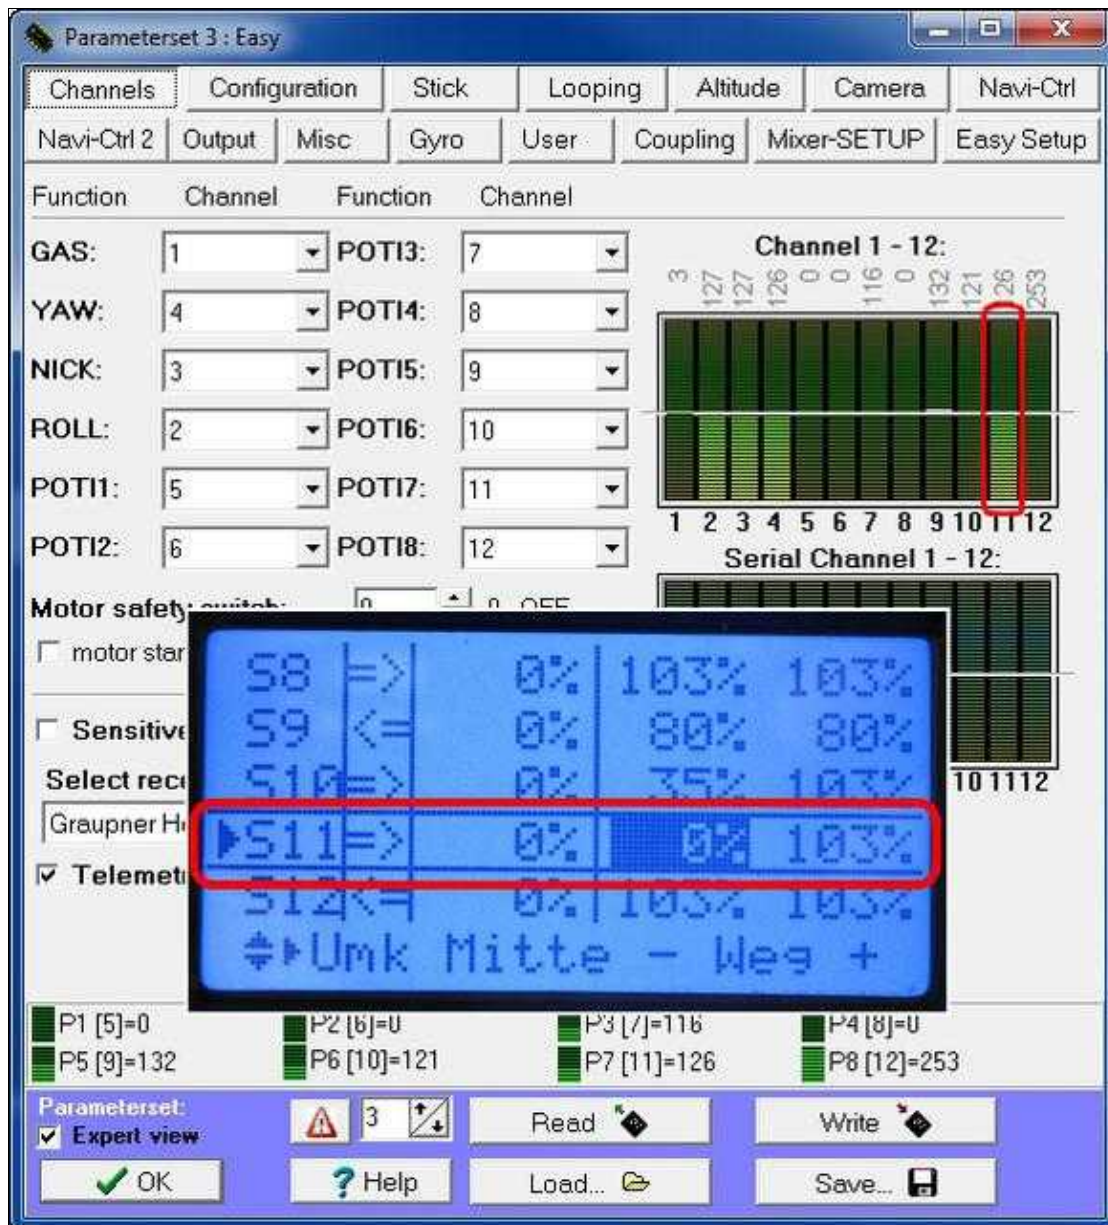 Parameterset 3 : Easy
Channels Configuration Stick Looping Altitude Camera Navi-Ctrl
Navi-Ctrl 2 Output Misc Gyro User Coupling Mixer-SETUP Easy Setup
Function Channel Function Channel
GAS: 1 POTI3: 7
YAW: 4 POTI4: 8
NICK: 3 POTI5: 9
ROLL: 2 POTI6: 10
POTI1: 5 POTI7: 11
POTI2: 6 POTI8: 12
Channel 1 - 12:
3 127 127 126 0 0 116 0 132 121 126 253
1 2 3 4 5 6 7 8 9 10 11 12
Serial Channel 1 - 12:
10 11 12
Motor safety switch: 0 0 OFF
motor star
Sensitive
Select rec
Graupner H
Telemet
S8 => 0% 103% 103%
S9 <= 0% 80% 80%
S10=> 0% 35% 103%
S11=> 0% 0% 103%
S12<= 0% 103% 103%
Umk Mitte - Weg +
P1 [5]=0 P2 [6]=0 P3 [7]=116 P4 [8]=0
P5 [9]=132 P6 [10]=121 P7 [11]=126 P8 [12]=253
Parameterset:
Expert view 3 Read Write
OK Help Load... Save...